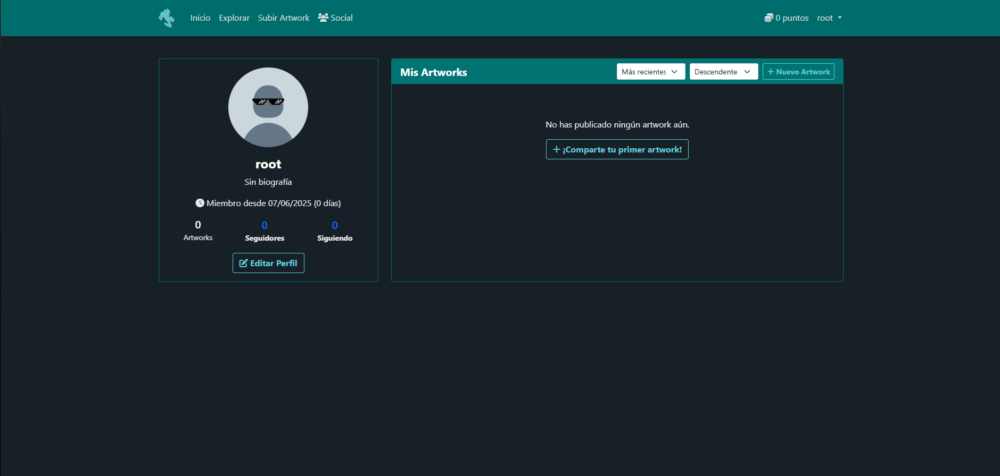 Inicio Explorar Subir Artwork Social 0 puntos root
root
Sin biografía
Miembro desde 07/06/2025 (0 días)
0 0 0
Artworks Seguidores Siguiendo
Editar Perfil
Mis Artworks Más recientes Descendente + Nuevo Artwork
No has publicado ningún artwork aún.
+ ¡Comparte tu primer artwork!